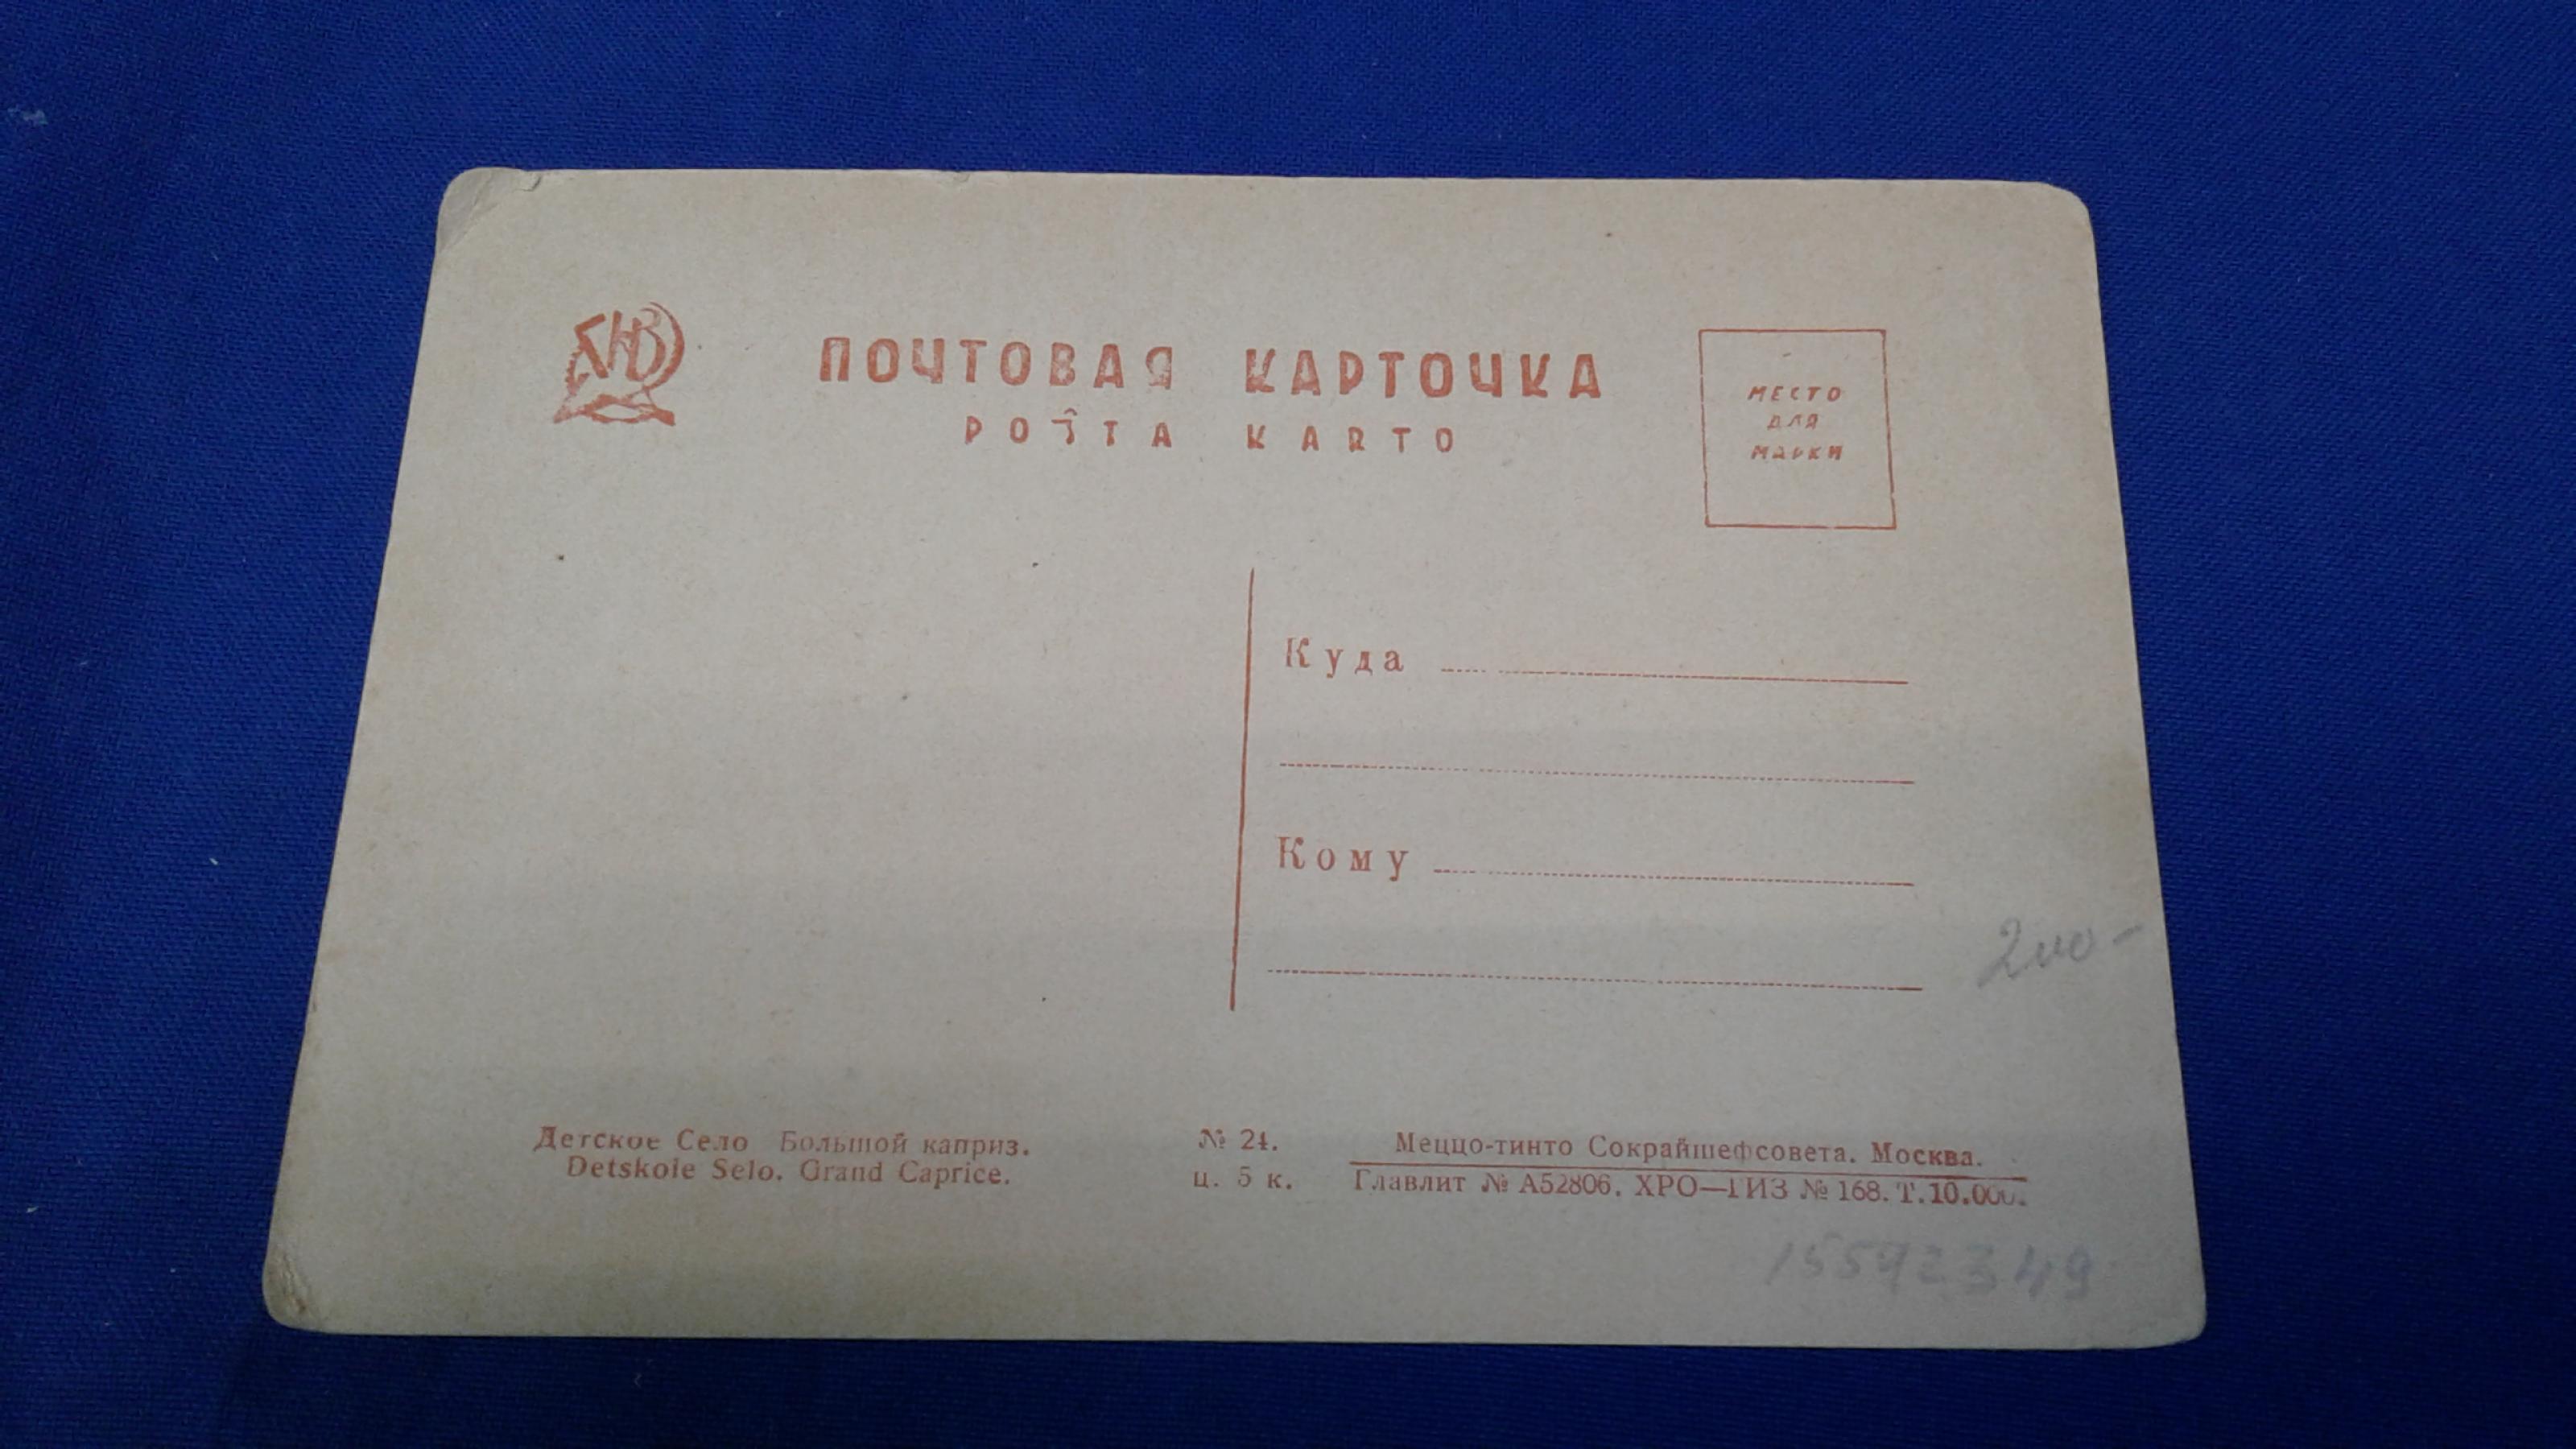 ПОЧТОВАЯ КАРТОЧКА
POŜTA KARTO
МЕСТО
ДЛЯ
МАРКИ
Куда
Кому
200-
Детское Село Большой каприз.
Detskoie Selo. Grand Caprice.
№ 24.
ц. 5 к.
Меццо-тинто Сокрайшефсовета. Москва.
Главлит № А52806. ХРО—ГИЗ № 168. Т. 10.000.
15592349